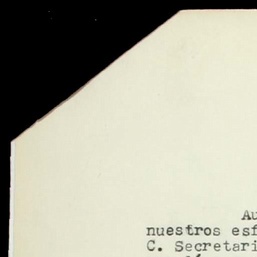 Au
nuestros esf
C. Secretari